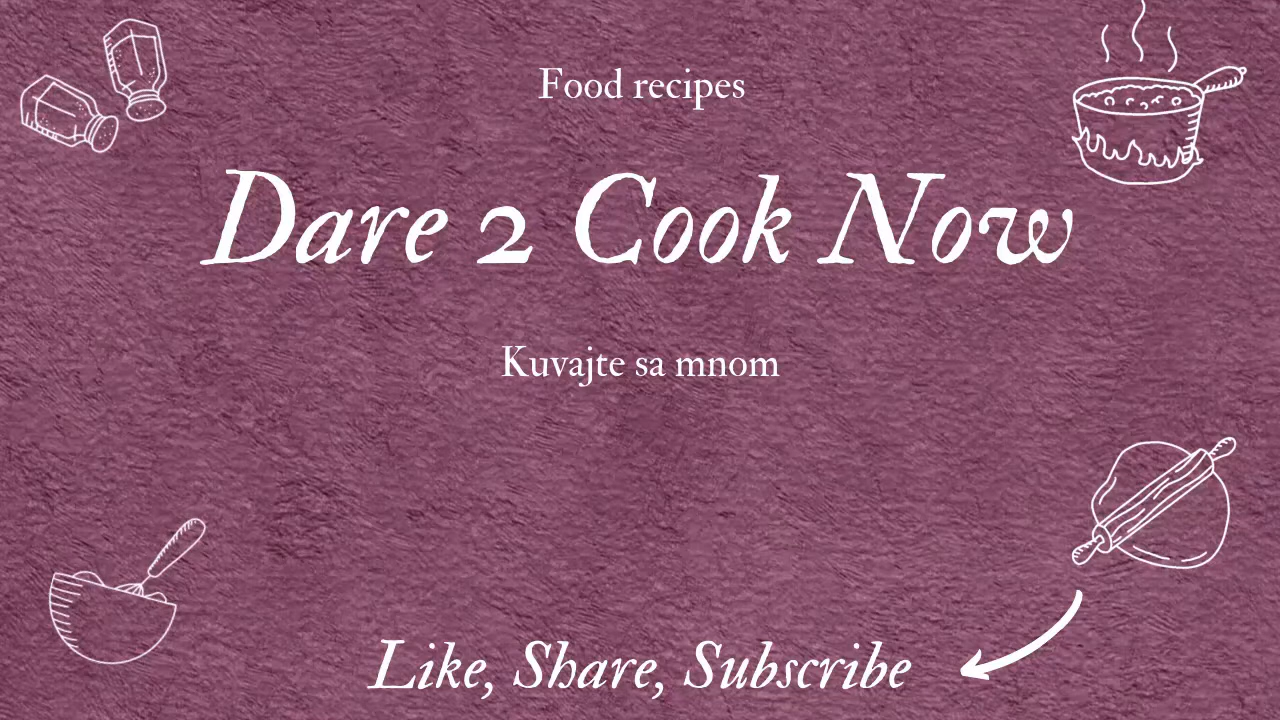 Food recipes
Dare 2 Cook Now
Kuvajte sa mnom
Like, Share, Subscribe